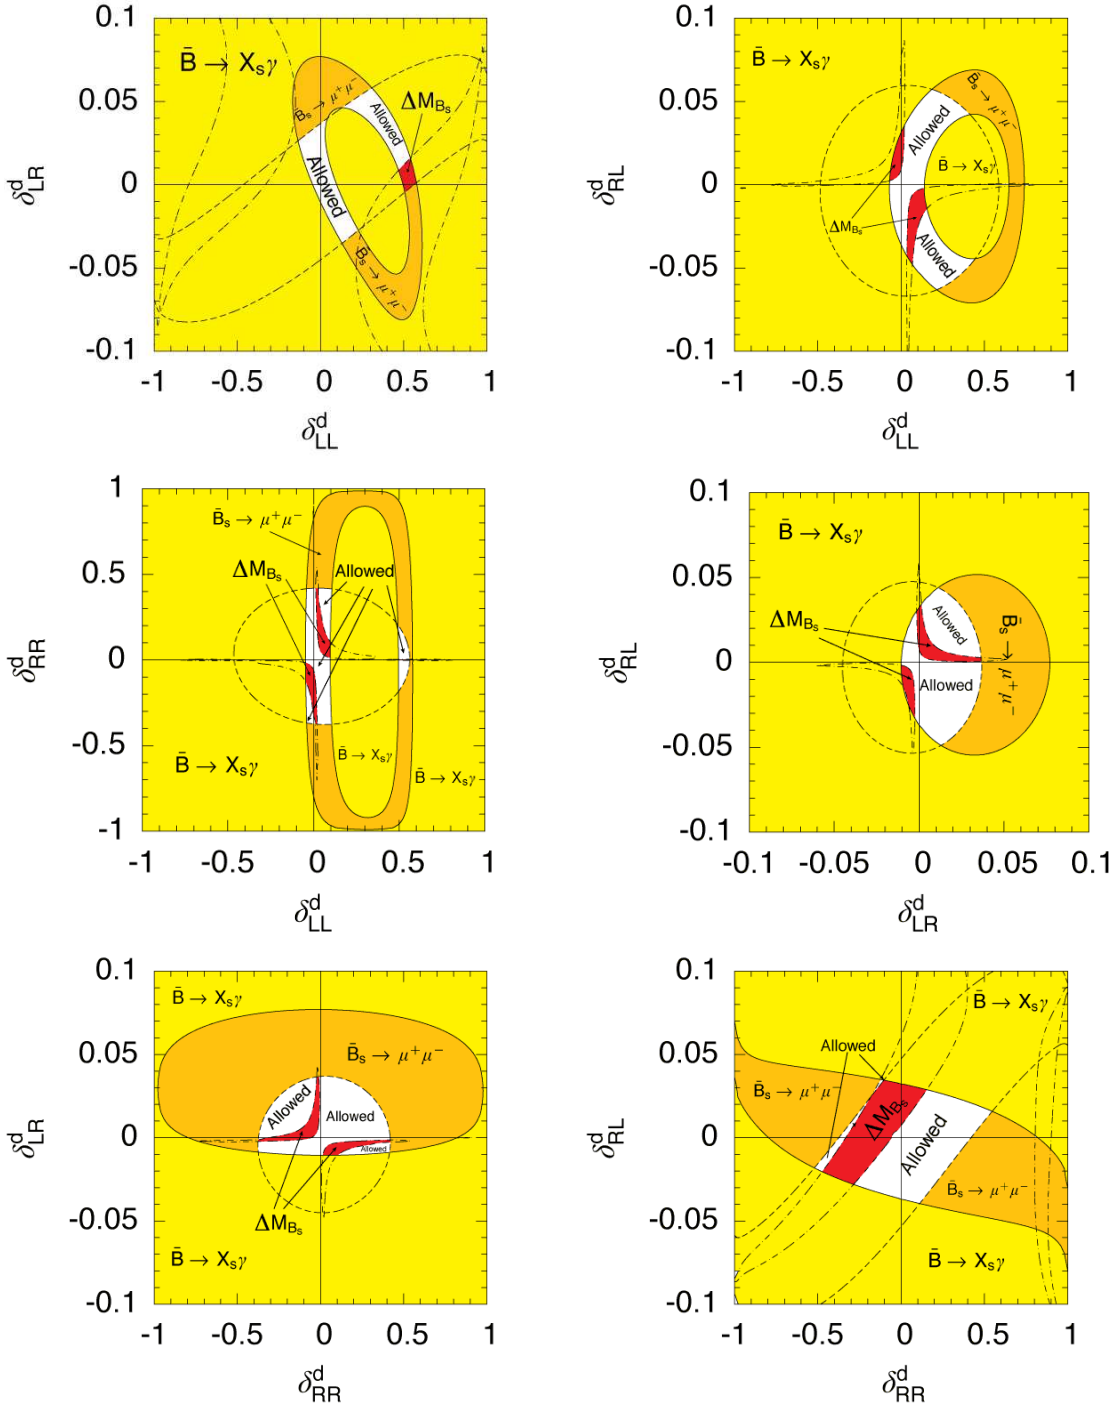 0.1
0.05
0
-0.05
-0.1
B̄ → Xsγ
B̄s → μ+μ−
Allowed
ΔMBs
Allowed
B̄s → μ+μ−
-1 -0.5 0 0.5 1
δdLR
δdLL
0.1
0.05
0
-0.05
-0.1
B̄ → Xsγ
B̄s → μ+μ−
Allowed
B̄ → Xsγ
ΔMBs
Allowed
-1 -0.5 0 0.5 1
δdRL
δdLL
1
0.5
0
-0.5
-1
B̄s → μ+μ−
ΔMBs
Allowed
B̄ → Xsγ
B̄ → Xsγ
B̄ → Xsγ
-1 -0.5 0 0.5 1
δdRR
δdLL
0.1
0.05
0
-0.05
-0.1
B̄ → Xsγ
ΔMBs
Allowed
B̄s → μ+μ−
Allowed
-0.1 -0.05 0 0.05 0.1
δdRL
δdLR
0.1
0.05
0
-0.05
-0.1
B̄ → Xsγ
B̄s → μ+μ−
Allowed
Allowed
Allowed
ΔMBs
B̄ → Xsγ
-1 -0.5 0 0.5 1
δdLR
δdRR
0.1
0.05
0
-0.05
-0.1
B̄ → Xsγ
Allowed
B̄s → μ+μ−
ΔMBs
Allowed
B̄s → μ+μ−
B̄ → Xsγ
-1 -0.5 0 0.5 1
δdRL
δdRR